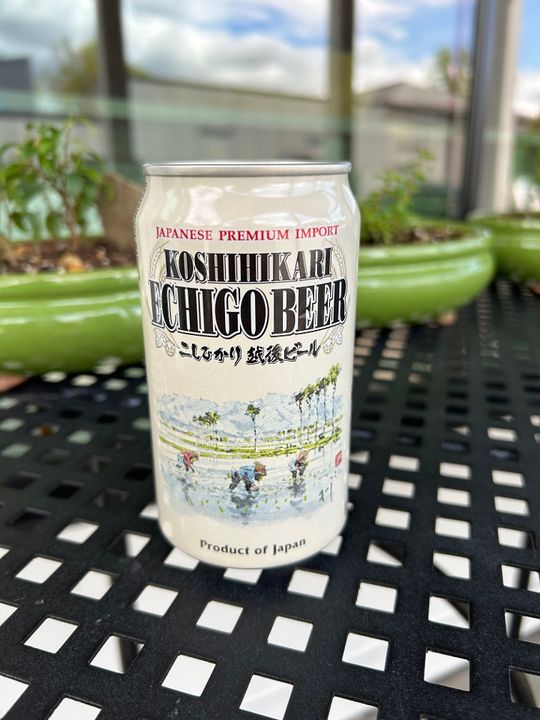 JAPANESE PREMIUM IMPORT
KOSHIHIKARI
ECHIGO BEER
こしひかり 越後ビール
Product of Japan